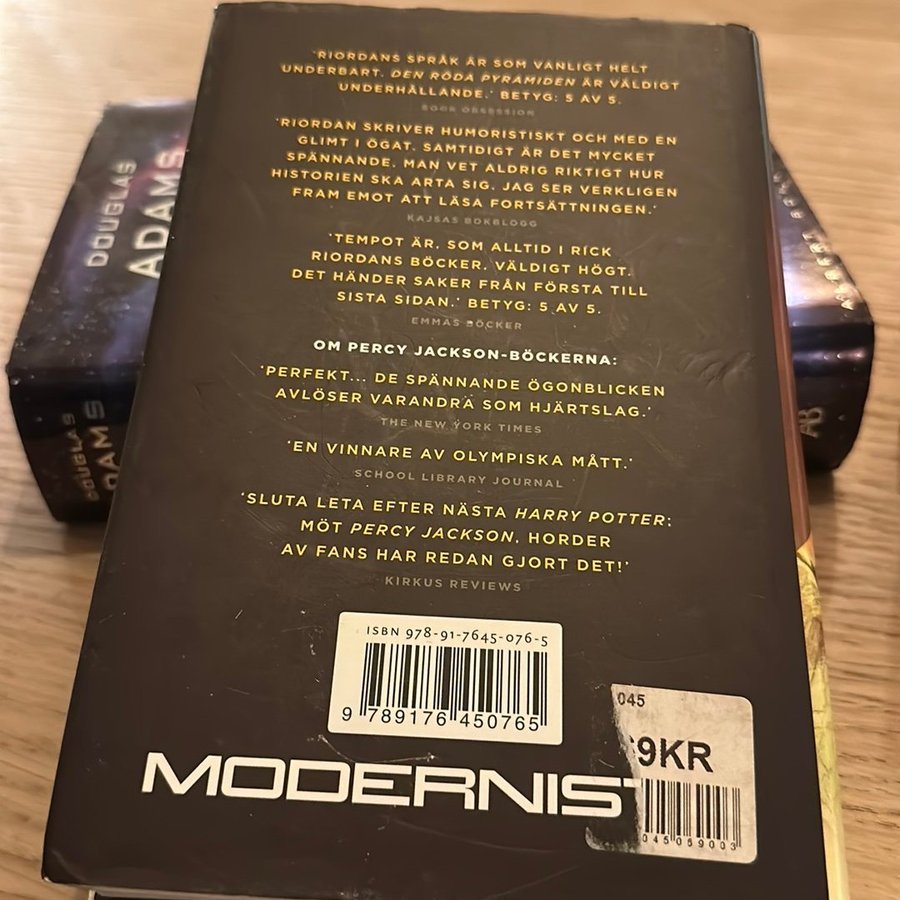 'RIORDANS SPRÅK ÄR SOM VANLIGT HELT
UNDERBART. DEN RÖDA PYRAMIDEN ÄR VÄLDIGT
UNDERHÅLLANDE.' BETYG: 5 AV 5.
BOOK OBSESSION
'RIORDAN SKRIVER HUMORISTISKT OCH MED EN
GLIMT I ÖGAT. SAMTIDIGT ÄR DET MYCKET
SPÄNNANDE, MAN VET ALDRIG RIKTIGT HUR
HISTORIEN SKA ARTA SIG. JAG SER VERKLIGEN
FRAM EMOT ATT LÄSA FORTSÄTTNINGEN.'
KAJSAS BOKBLOGG
'TEMPOT ÄR, SOM ALLTID I RICK
RIORDANS BÖCKER, VÄLDIGT HÖGT.
DET HÄNDER SAKER FRÅN FÖRSTA TILL
SISTA SIDAN.' BETYG: 5 AV 5.
EMMAS BÖCKER
OM PERCY JACKSON-BÖCKERNA:
'PERFEKT... DE SPÄNNANDE ÖGONBLICKEN
AVLÖSER VARANDRA SOM HJÄRTSLAG.'
THE NEW YORK TIMES
'EN VINNARE AV OLYMPISKA MÅTT.'
SCHOOL LIBRARY JOURNAL
'SLUTA LETA EFTER NÄSTA HARRY POTTER;
MÖT PERCY JACKSON, HORDER
AV FANS HAR REDAN GJORT DET!'
KIRKUS REVIEWS
ISBN 978-91-7645-076-5
9 789176 450765
MODERNIST
045
9KR
045069003
DOUGLAS
ADAMS
DOUGLAS